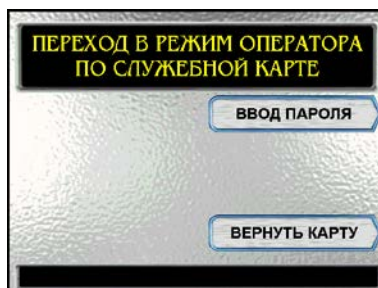 ПЕРЕХОД В РЕЖИМ ОПЕРАТОРА
ПО СЛУЖЕБНОЙ КАРТЕ
ВВОД ПАРОЛЯ
ВЕРНУТЬ КАРТУ